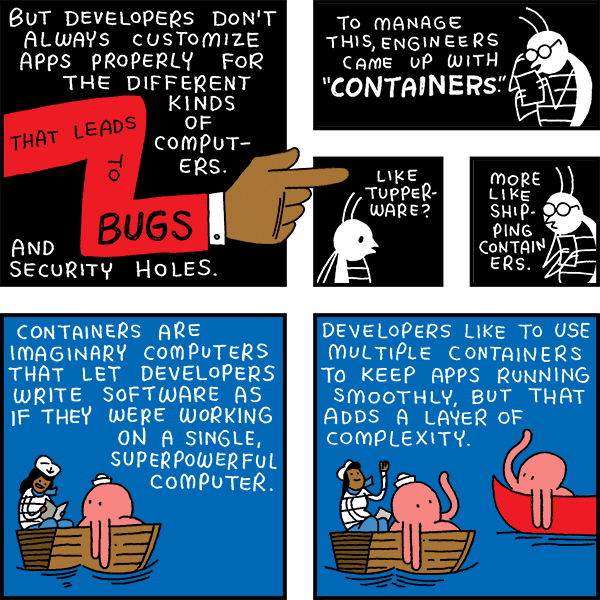 BUT DEVELOPERS DON'T
ALWAYS CUSTOMIZE
APPS PROPERLY FOR
THE DIFFERENT
KINDS
OF
COMPUT-
ERS.
THAT LEADS
TO
BUGS
AND
SECURITY HOLES.
TO MANAGE
THIS, ENGINEERS
CAME UP WITH
"CONTAINERS."
LIKE
TUPPER-
WARE?
MORE
LIKE
SHIP-
PING
CONTAIN
ERS.
CONTAINERS ARE
IMAGINARY COMPUTERS
THAT LET DEVELOPERS
WRITE SOFTWARE AS
IF THEY WERE WORKING
ON A SINGLE,
SUPERPOWERFUL
COMPUTER.
DEVELOPERS LIKE TO USE
MULTIPLE CONTAINERS
TO KEEP APPS RUNNING
SMOOTHLY, BUT THAT
ADDS A LAYER OF
COMPLEXITY.